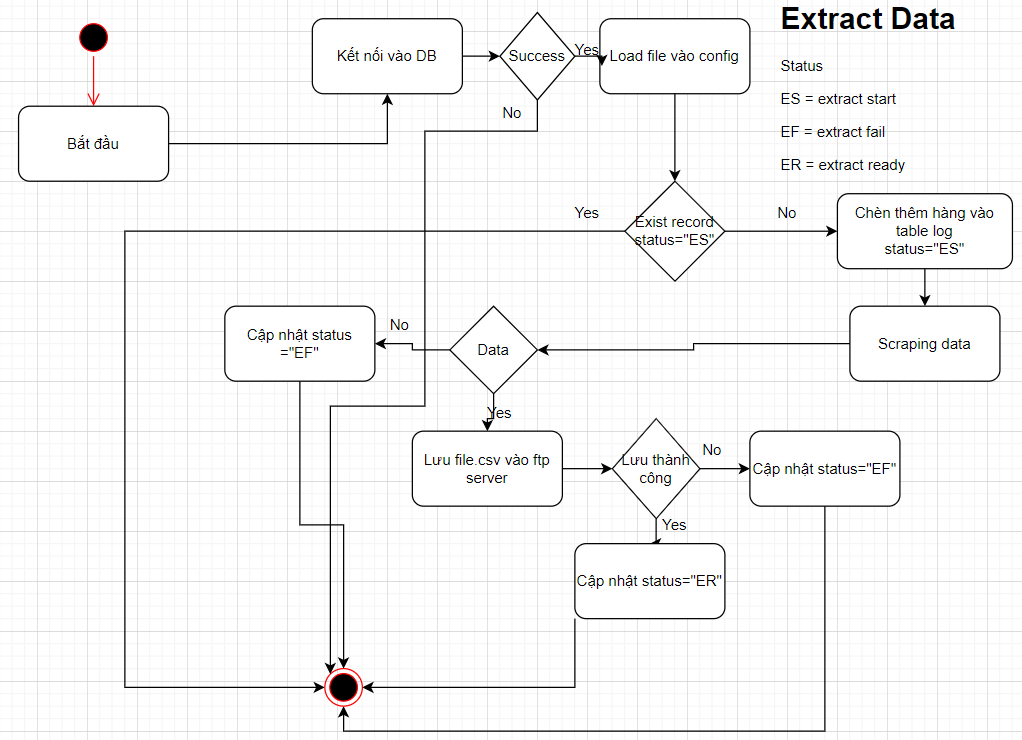 Extract Data
Status
ES = extract start
EF = extract fail
ER = extract ready
Bắt đầu
Kết nối vào DB
Success
Yes
No
Load file vào config
Exist record
status="ES"
Yes
No
Chèn thêm hàng vào
table log
status="ES"
Scraping data
Data
No
Yes
Cập nhật status
="EF"
Lưu file.csv vào ftp
server
Lưu thành
công
No
Yes
Cập nhật status="EF"
Cập nhật status="ER"